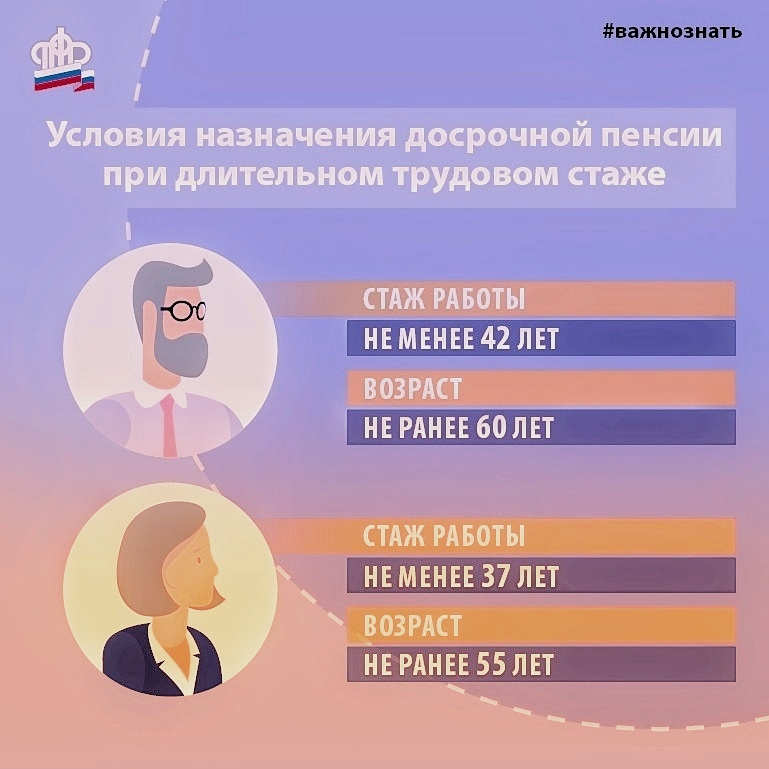 #важнознать
Условия назначения досрочной пенсии
при длительном трудовом стаже
СТАЖ РАБОТЫ
НЕ МЕНЕЕ 42 ЛЕТ
ВОЗРАСТ
НЕ РАНЕЕ 60 ЛЕТ
СТАЖ РАБОТЫ
НЕ МЕНЕЕ 37 ЛЕТ
ВОЗРАСТ
НЕ РАНЕЕ 55 ЛЕТ